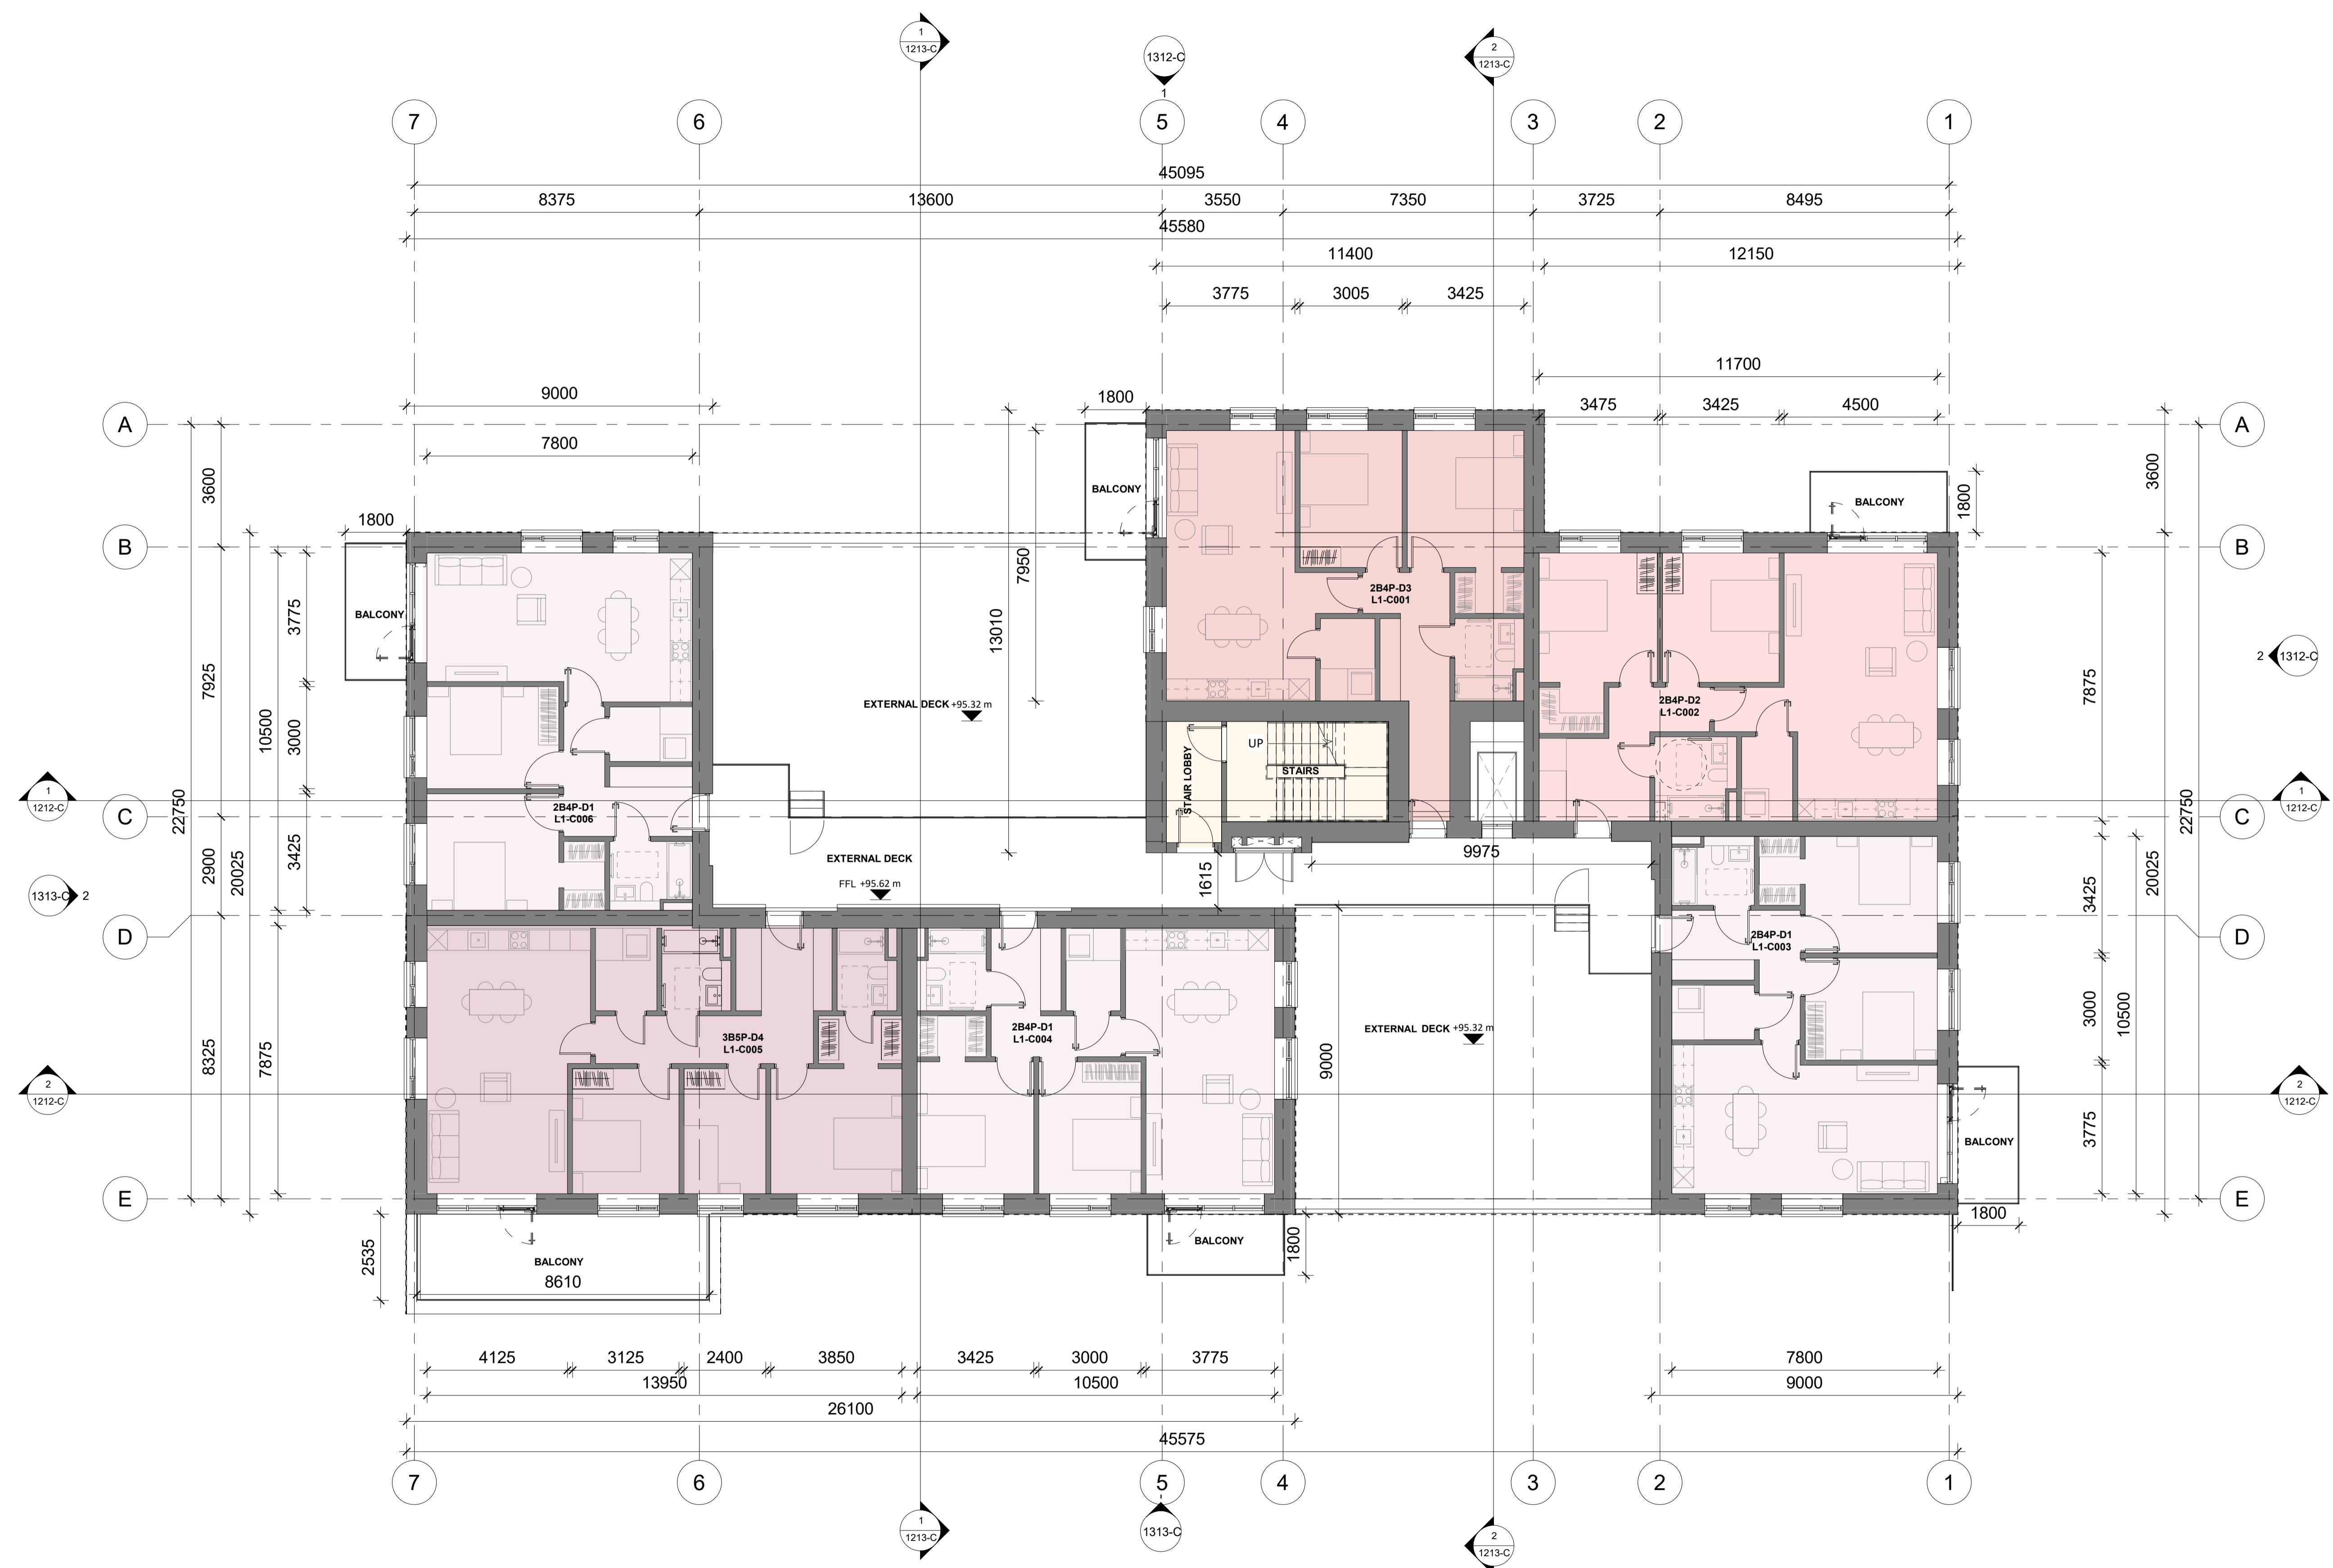 1
1213-C
1312-C
1
2
1213-C
7
6
5
4
3
2
1
45095
8375
13600
3550
7350
3725
8495
45580
11400
12150
3775
3005
3425
11700
9000
1800
3475
3425
4500
A
A
7800
3600
3600
BALCONY
BALCONY
1800
1800
B
B
7950
13010
2B4P-D3
L1-C001
BALCONY
3775
7925
10500
22750
3000
EXTERNAL DECK +95.32 m
2 1312-C
2B4P-D2
L1-C002
7875
UP
STAIRS
STAIR LOBBY
1
1212-C
1
1212-C
2B4P-D1
L1-C006
C
C
22750
2900
20025
3425
EXTERNAL DECK
FFL +95.62 m
1615
9975
3425
20025
1313-C 2
D
D
2B4P-D1
L1-C003
3B5P-D4
L1-C005
2B4P-D1
L1-C004
EXTERNAL DECK +95.32 m
3000
10500
8325
7875
9000
2
1212-C
2
1212-C
3775
BALCONY
E
E
1800
2535
BALCONY
8610
BALCONY
1800
4125
3125
2400
3850
3425
3000
3775
7800
13950
10500
9000
26100
45575
7
6
5
4
3
2
1
1
1213-C
1313-C
2
1213-C